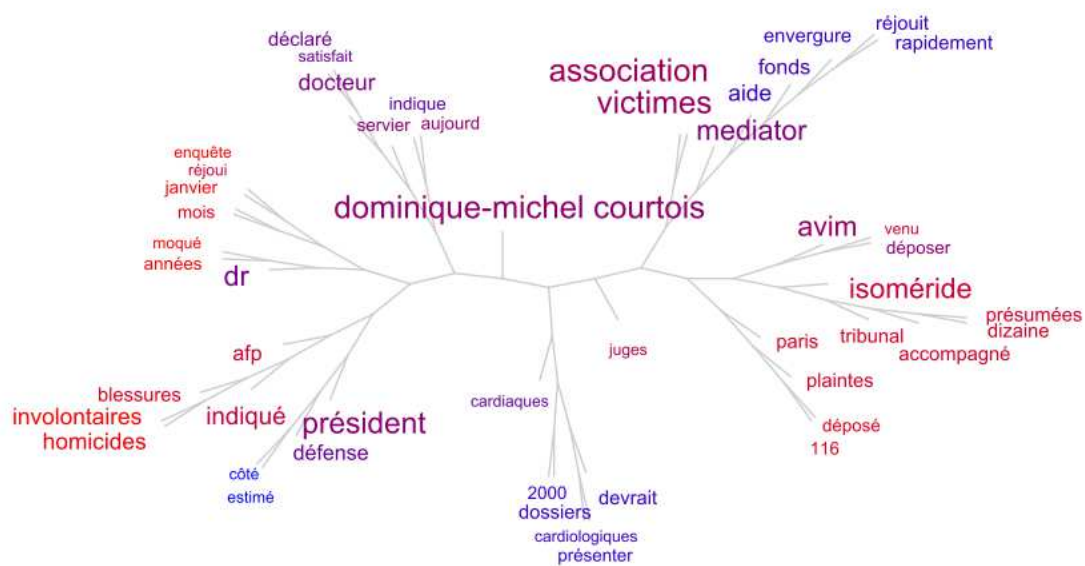 réjouit
envergure
rapidement
déclaré
satisfait
docteur
fonds
association
victimes
aide
indique
servier aujourd
mediator
enquête
réjoui
janvier
mois
dominique-michel courtois
moqué
années
dr
avim
venu
déposer
isoméride
présumées
dizaine
tribunal
accompagné
paris
plaintes
déposé
116
juges
afp
blessures
involontaires
homicides
indiqué
président
défense
côté
estimé
cardiaques
2000
dossiers
devrait
cardiologiques
présenter